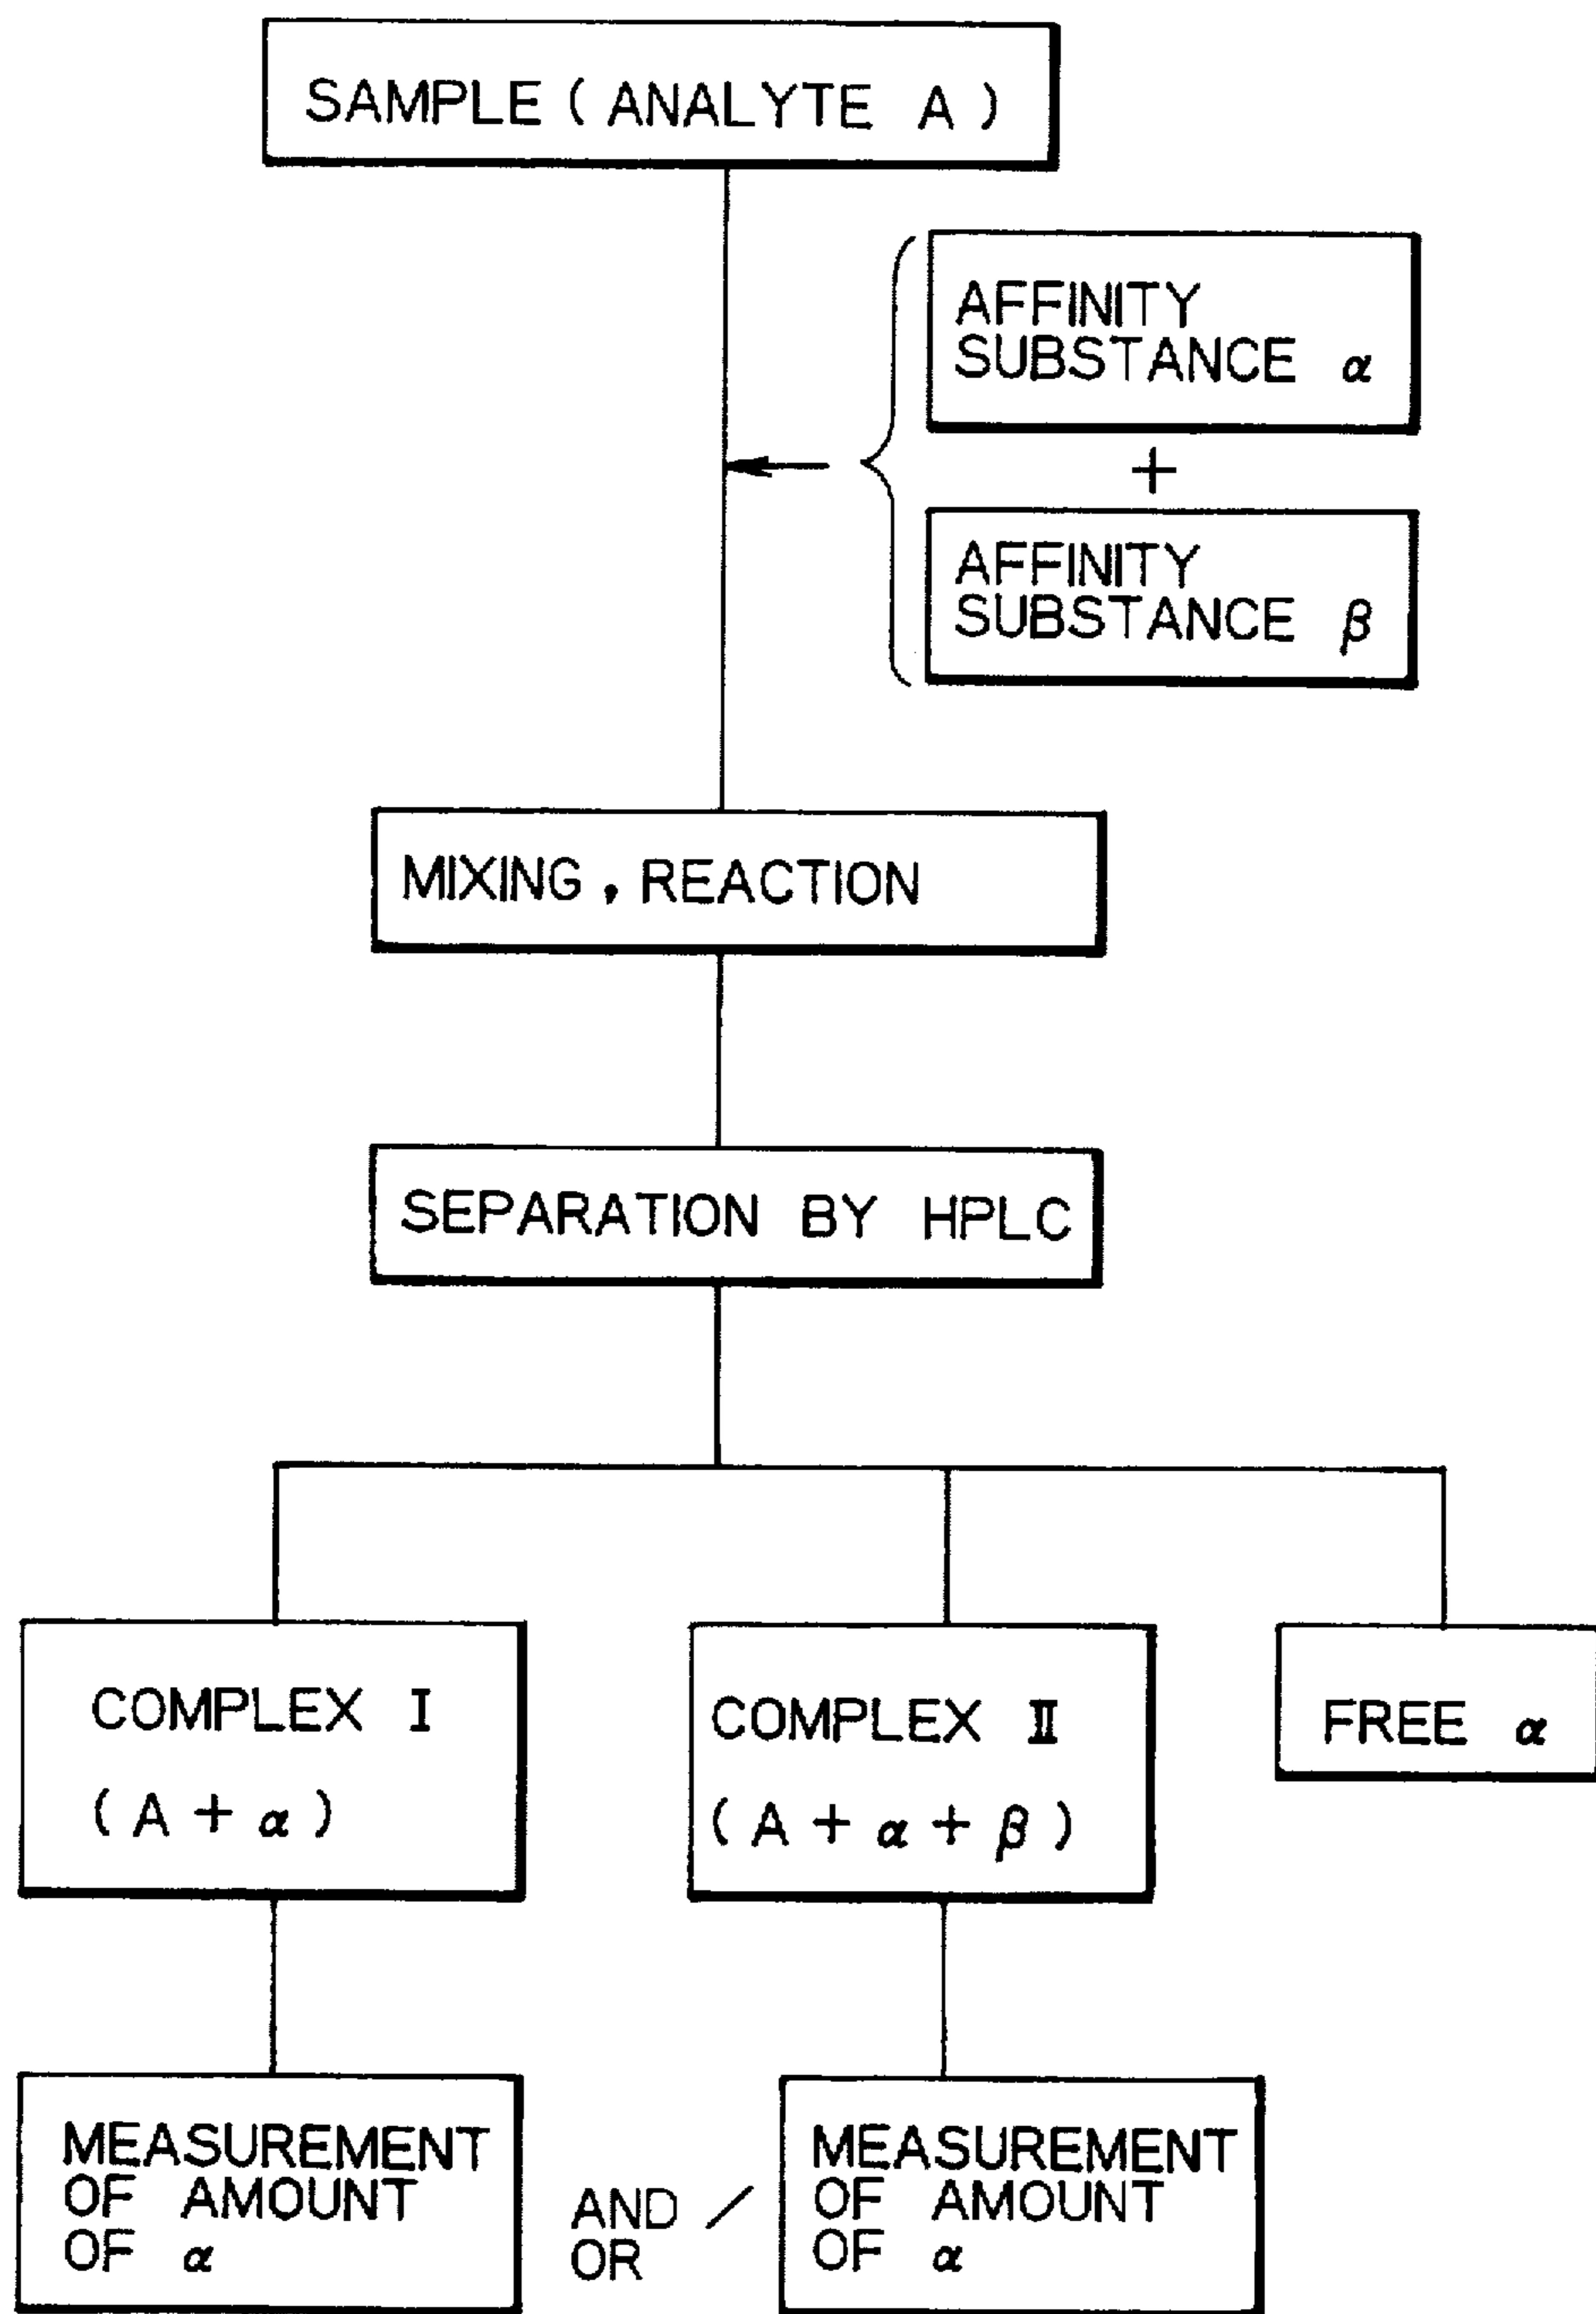 SAMPLE ( ANALYTE A )
AFFINITY
SUBSTANCE α
+
AFFINITY
SUBSTANCE β
MIXING , REACTION
SEPARATION BY HPLC
COMPLEX I
( A + α )
COMPLEX II
( A + α + β )
FREE α
MEASUREMENT
OF AMOUNT
OF α
AND /
OR
MEASUREMENT
OF AMOUNT
OF α